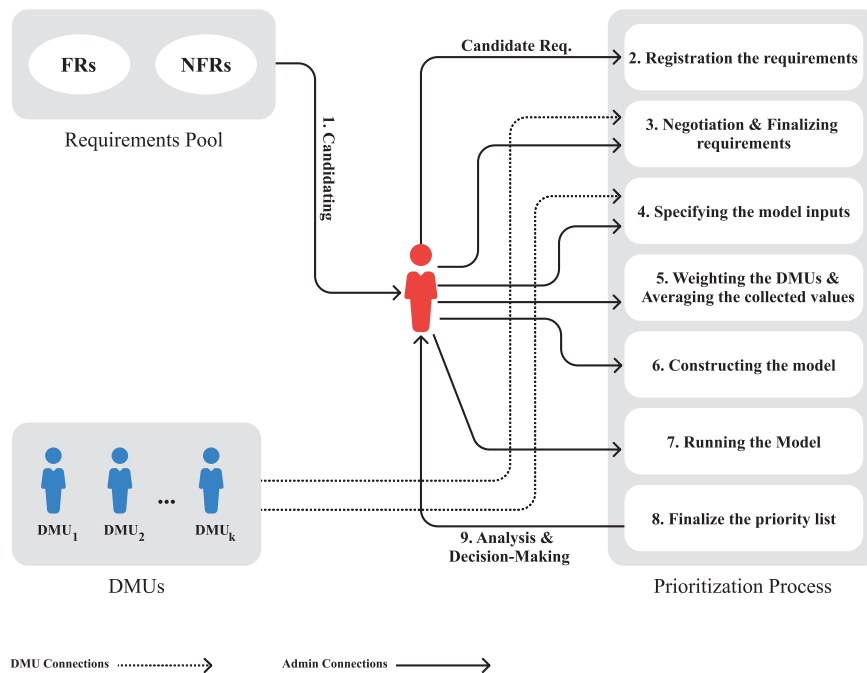 FRs
NFRs
Requirements Pool
1. Candidating
Candidate Req.
2. Registration the requirements
3. Negotiation & Finalizing
requirements
4. Specifying the model inputs
5. Weighting the DMUs &
Averaging the collected values
6. Constructing the model
7. Running the Model
8. Finalize the priority list
9. Analysis &
Decision-Making
Prioritization Process
DMU1
DMU2
...
DMUk
DMUs
DMU Connections
Admin Connections